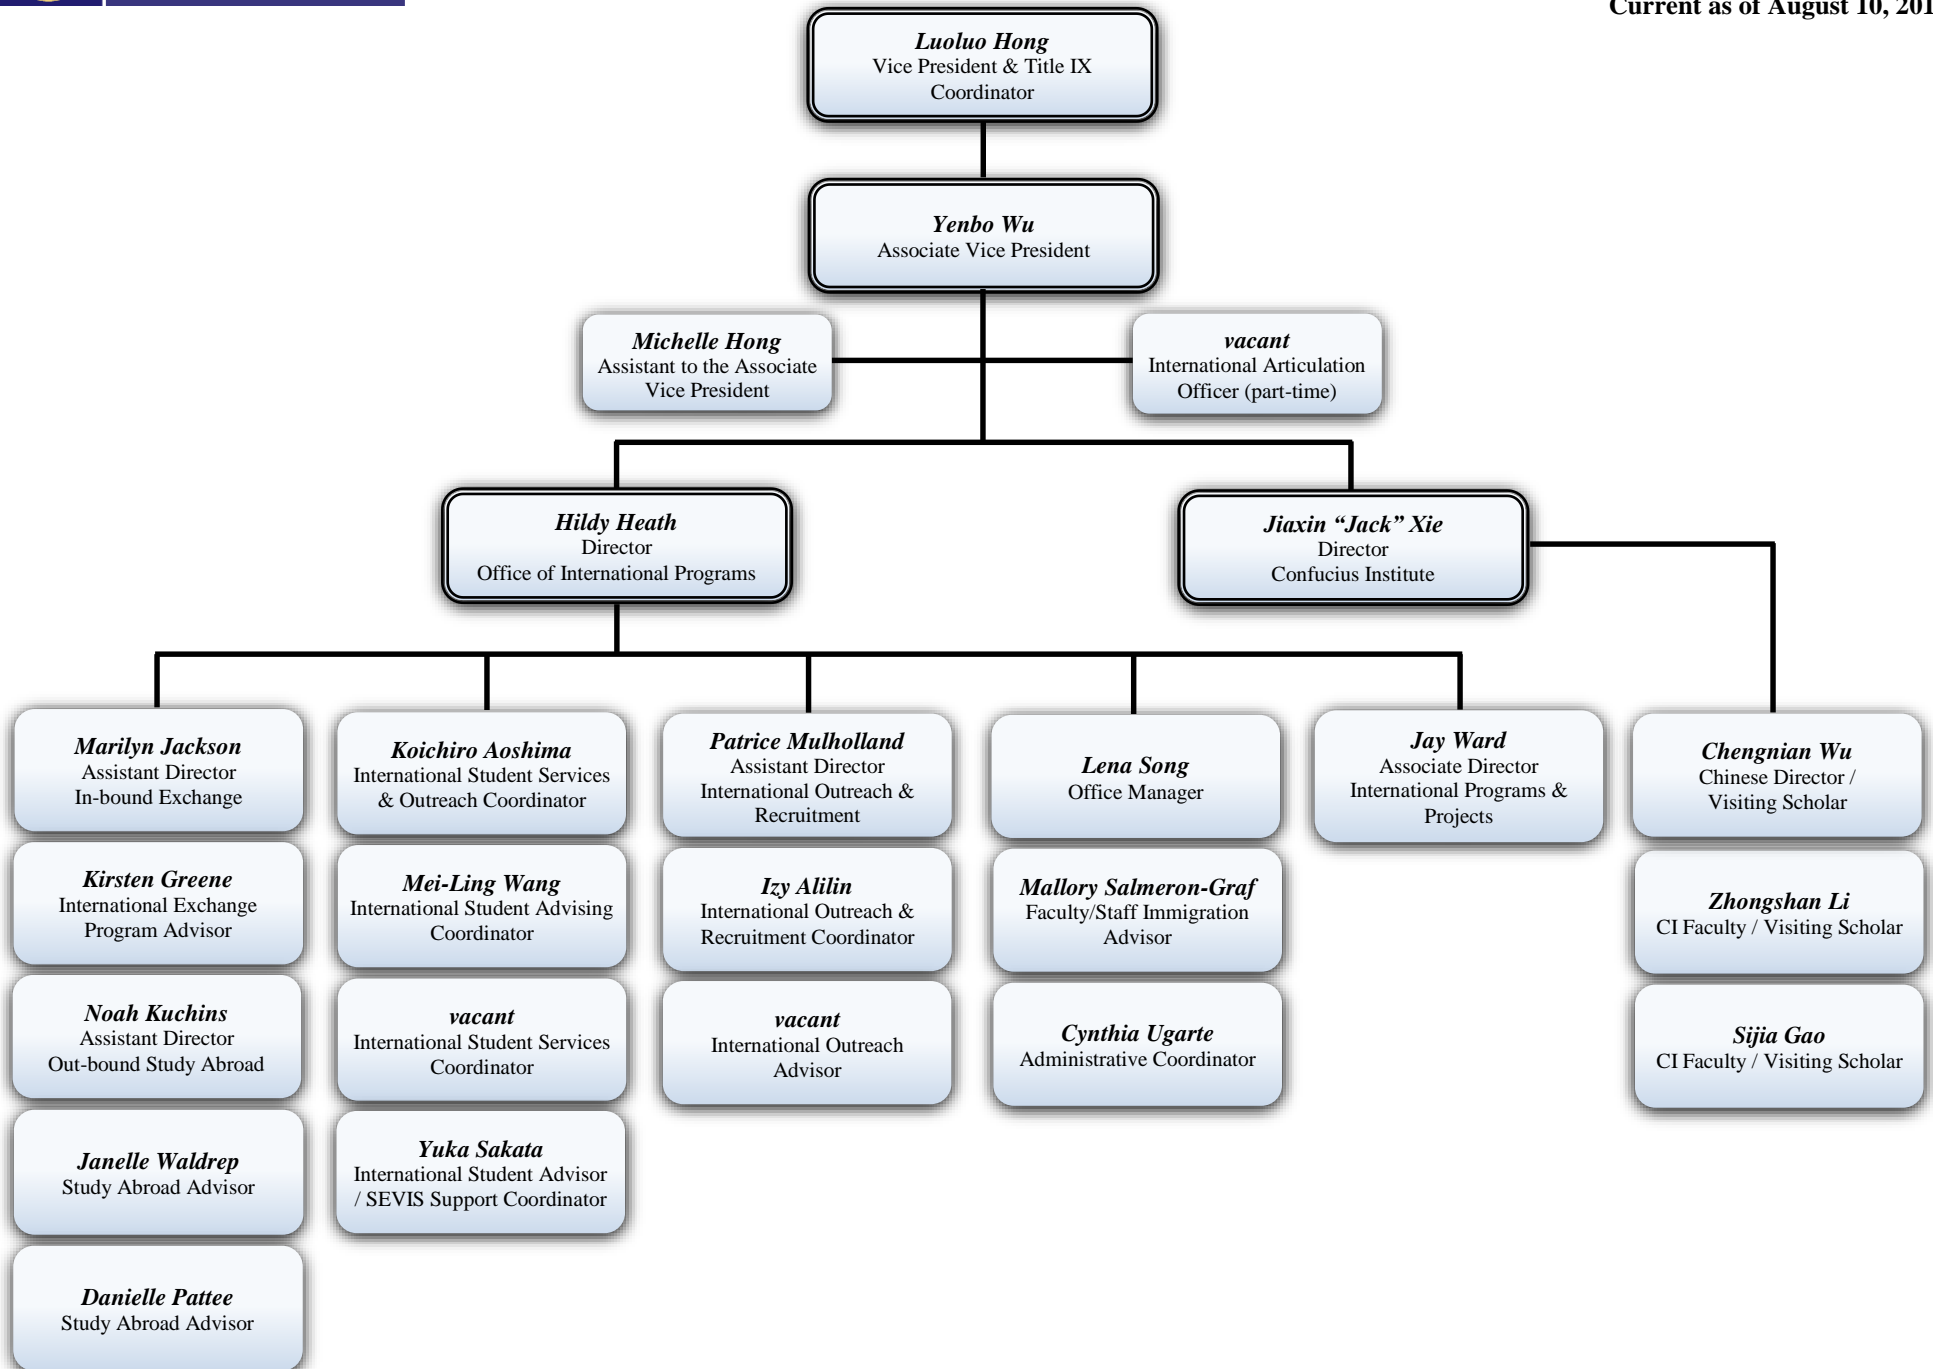 Current as of August 10, 201
Luoluo Hong
Vice President & Title IX
Coordinator
Yenbo Wu
Associate Vice President
Michelle Hong
Assistant to the Associate
Vice President
vacant
International Articulation
Officer (part-time)
Hildy Heath
Director
Office of International Programs
Jiaxin “Jack” Xie
Director
Confucius Institute
Marilyn Jackson
Assistant Director
In-bound Exchange
Kirsten Greene
International Exchange
Program Advisor
Noah Kuchins
Assistant Director
Out-bound Study Abroad
Janelle Waldrep
Study Abroad Advisor
Danielle Pattee
Study Abroad Advisor
Koichiro Aoshima
International Student Services
& Outreach Coordinator
Mei-Ling Wang
International Student Advising
Coordinator
vacant
International Student Services
Coordinator
Yuka Sakata
International Student Advisor
/ SEVIS Support Coordinator
Patrice Mulholland
Assistant Director
International Outreach &
Recruitment
Izy Alilin
International Outreach &
Recruitment Coordinator
vacant
International Outreach
Advisor
Lena Song
Office Manager
Mallory Salmeron-Graf
Faculty/Staff Immigration
Advisor
Cynthia Ugarte
Administrative Coordinator
Jay Ward
Associate Director
International Programs &
Projects
Chengnian Wu
Chinese Director /
Visiting Scholar
Zhongshan Li
CI Faculty / Visiting Scholar
Sijia Gao
CI Faculty / Visiting Scholar